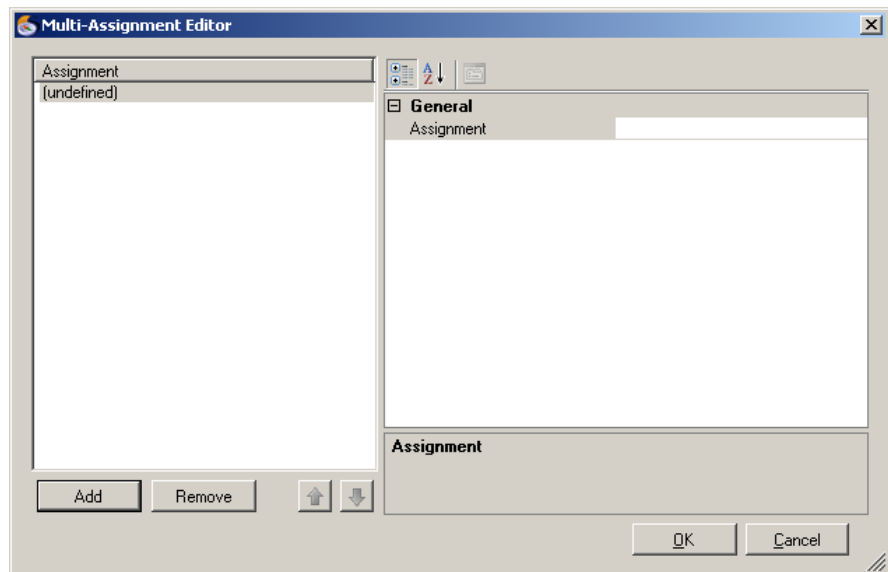 Multi-Assignment Editor
Assignment
(undefined)
General
Assignment
Assignment
Add
Remove
OK
Cancel